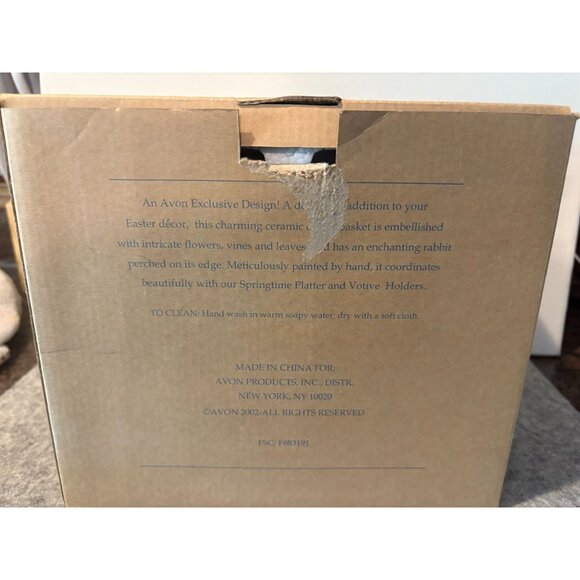 An Avon Exclusive Design! A d addition to your
Easter décor, this charming ceramic basket is embellished
with intricate flowers, vines and leaves has an enchanting rabbit
perched on its edge. Meticulously painted by hand, it coordinates
beautifully with our Springtime Platter and Votive Holders.
TO CLEAN: Hand wash in warm soapy water, dry with a soft cloth.
MADE IN CHINA FOR:
AVON PRODUCTS, INC., DISTR.
NEW YORK, NY 10020
©AVON 2002-ALL RIGHTS RESERVED
PSC. F683191